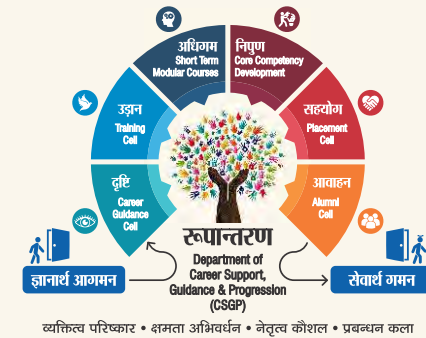 अधिगम
Short Term
Modular Courses
निपुण
Core Competency
Development
उड़ान
Training
Cell
सहयोग
Placement
Cell
दृष्टि
Career
Guidance
Cell
आवाहन
Alumni
Cell
रूपान्तरण
Department of
Career Support,
Guidance & Progression
(CSGP)
ज्ञानार्थ आगमन
सेवार्थ गमन
व्यक्तित्व परिष्कार • क्षमता अभिवर्धन • नेतृत्व कौशल • प्रबन्धन कला